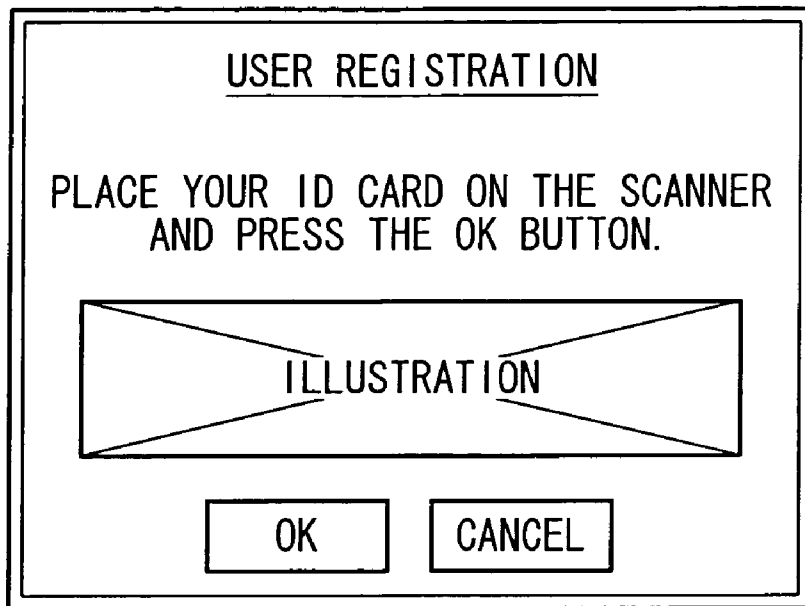 USER REGISTRATION
PLACE YOUR ID CARD ON THE SCANNER
AND PRESS THE OK BUTTON.
ILLUSTRATION
OK
CANCEL